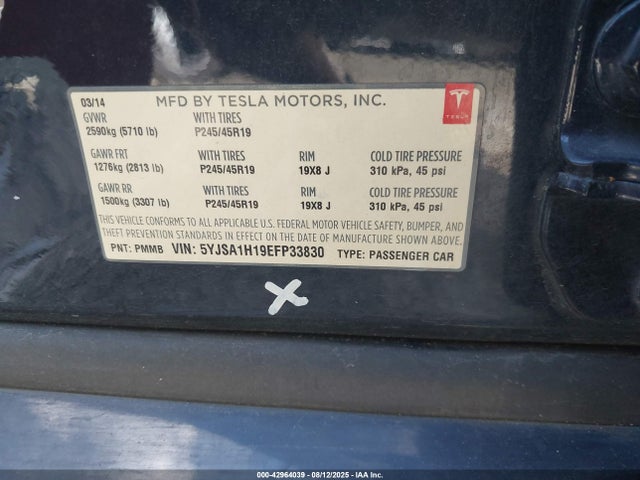 03/14 MFD BY TESLA MOTORS, INC.
GVWR WITH TIRES
2590kg (5710 lb) P245/45R19
TESLA
GAWR FRT WITH TIRES RIM COLD TIRE PRESSURE
1276kg (2813 lb) P245/45R19 19X8 J 310 kPa, 45 psi
GAWR RR WITH TIRES RIM COLD TIRE PRESSURE
1500kg (3307 lb) P245/45R19 19X8 J 310 kPa, 45 psi
THIS VEHICLE CONFORMS TO ALL APPLICABLE U.S. FEDERAL MOTOR VEHICLE SAFETY, BUMPER, AND
THEFT PREVENTION STANDARDS IN EFFECT ON THE DATE OF MANUFACTURE SHOWN ABOVE.
PNT: PMMB VIN: 5YJSA1H19EFP33830 TYPE: PASSENGER CAR
000-42964039 - 08/12/2025 - IAA Inc.